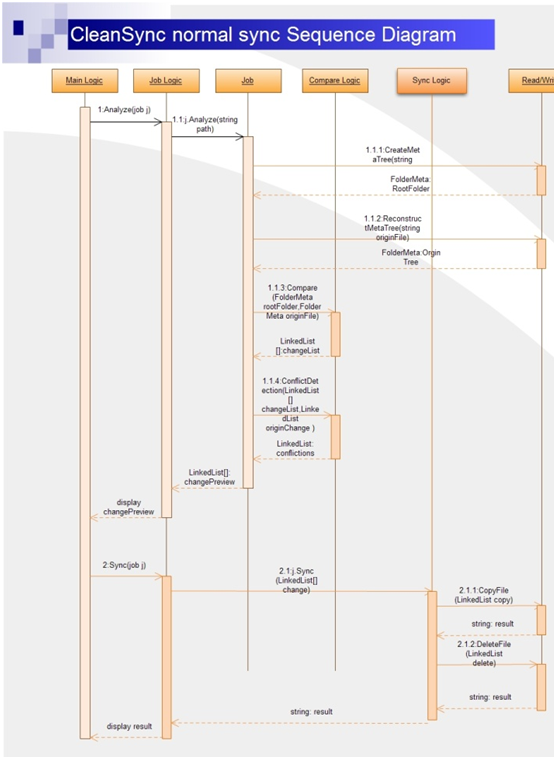 CleanSync normal sync Sequence Diagram
Main Logic
Job Logic
Job
Compare Logic
Sync Logic
Read/Wri
1:Analyze(job j)
1.1:j.Analyze(string
path)
1.1.1:CreateMet
aTree(string
FolderMeta:
RootFolder
1.1.2:Reconstruc
tMetaTree(string
originFile)
FolderMeta:Orgin
Tree
1.1.3:Compare
(FolderMeta
rootFolder,Folder
Meta originFile)
LinkedList
[]:changeList
1.1.4:ConflictDet
ection(LinkedList
[]
changeList,Linke
dList
originChange )
LinkedList:
conflictions
LinkedList[]:
changePreview
display
changePreview
2:Sync(job j)
2.1:j.Sync
(LinkedList[]
change)
2.1.1:CopyFile
(LinkedList copy)
string: result
2.1.2:DeleteFile
(LinkedList
delete)
string: result
string: result
display result